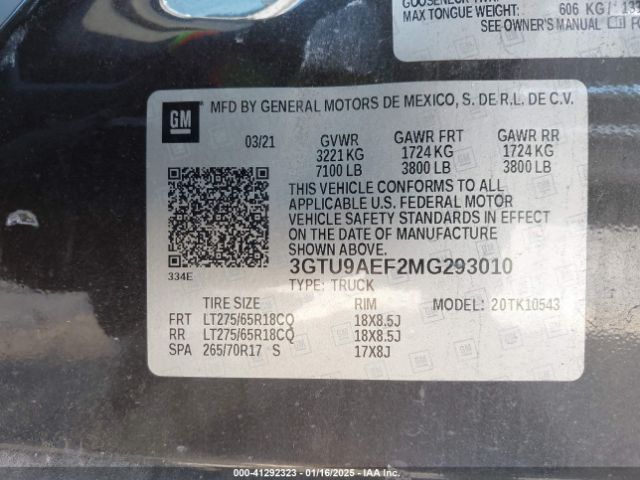 MAX TONGUE WEIGHT: 606 KG/
SEE OWNER'S MANUAL
GM
MFD BY GENERAL MOTORS DE MEXICO, S. DE R.L. DE C.V.
03/21 GVWR GAWR FRT GAWR RR
3221 KG 1724 KG 1724 KG
7100 LB 3800 LB 3800 LB
THIS VEHICLE CONFORMS TO ALL
APPLICABLE U.S. FEDERAL MOTOR
VEHICLE SAFETY STANDARDS IN EFFECT
ON THE DATE OF MANUFACTURE
SHOWN ABOVE.
334E
3GTU9AEF2MG293010
TYPE: TRUCK
TIRE SIZE RIM MODEL: 20TK10543
FRT LT275/65R18CQ 18X8.5J
RR LT275/65R18CQ 18X8.5J
SPA 265/70R17 S 17X8J
000-41292323 - 01/16/2025 - IAAI.COM